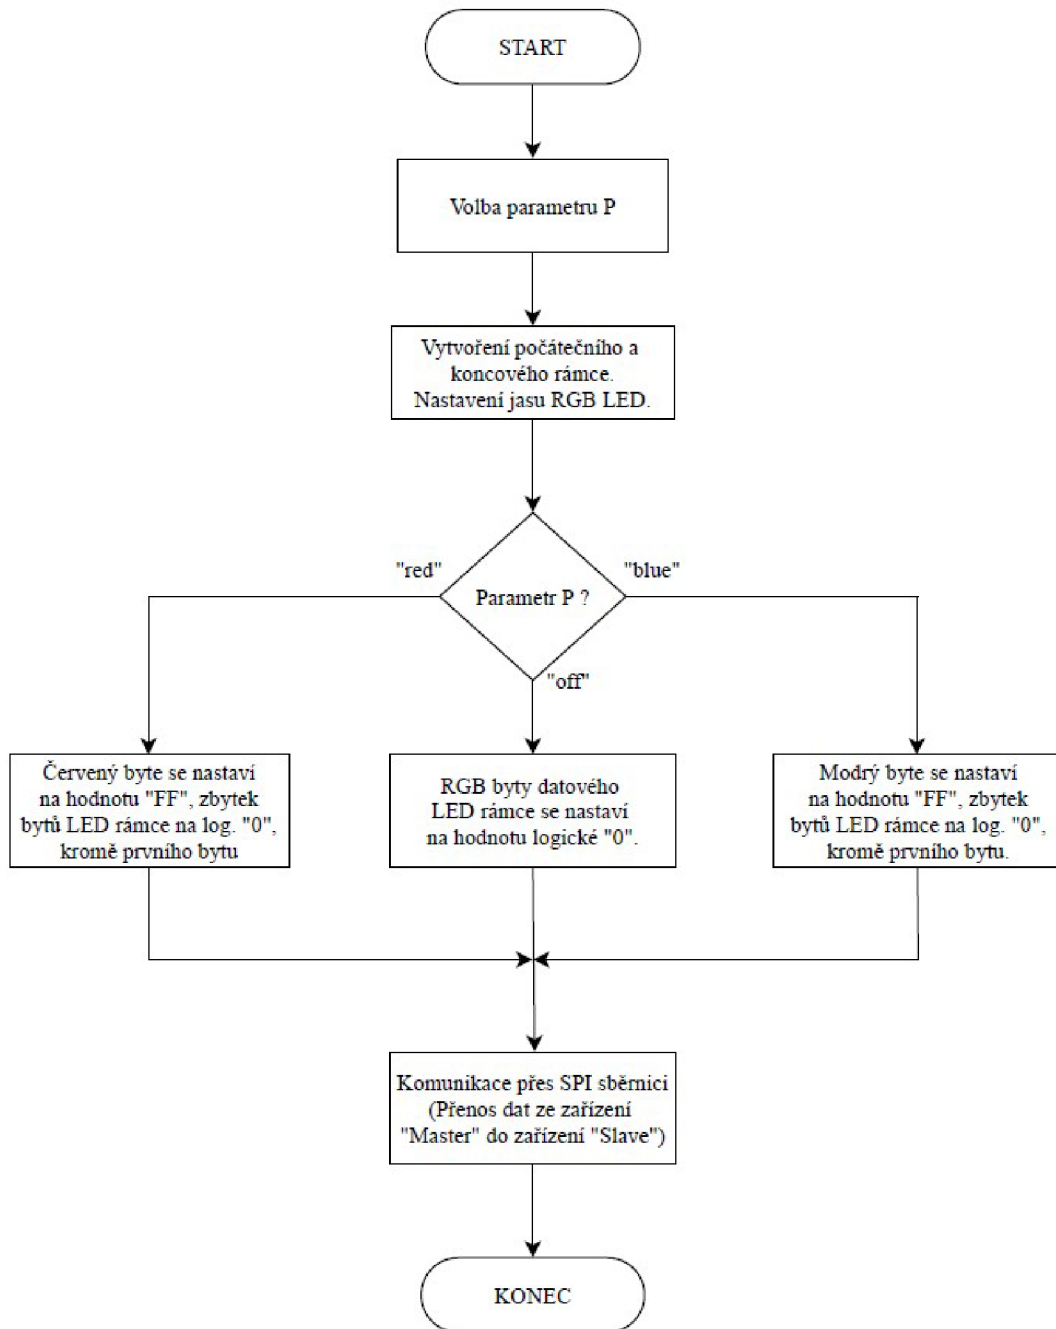 START
Volba parametru P
Vytvoření počátečního a
koncového rámce.
Nastavení jasu RGB LED.
"red"
"blue"
Parametr P ?
"off"
Červený byte se nastaví
na hodnotu "FF", zbytek
bytů LED rámce na log. "0",
kromě prvního bytu
RGB byty datového
LED rámce se nastaví
na hodnotu logické "0".
Modrý byte se nastaví
na hodnotu "FF", zbytek
bytů LED rámce na log. "0",
kromě prvního bytu.
Komunikace přes SPI sběrnici
(Přenos dat ze zařízení
"Master" do zařízení "Slave")
KONEC